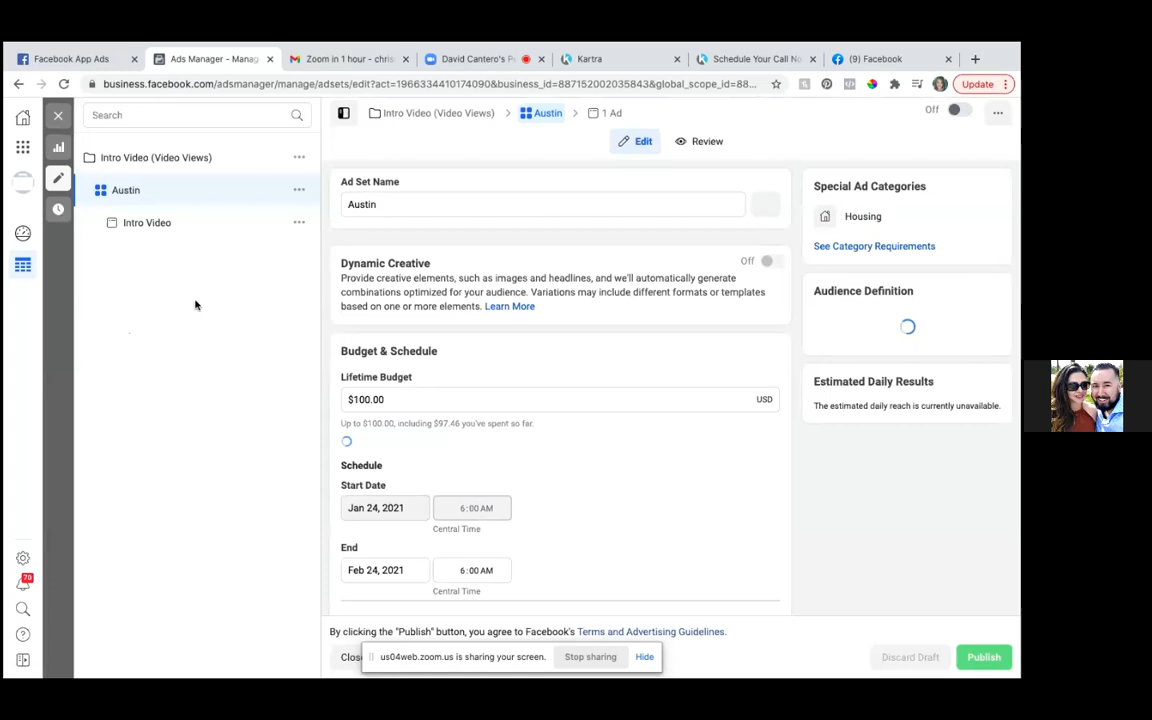 Facebook App Ads
Ads Manager - Manag
Zoom in 1 hour - chris
David Cantero's P
Kartra
Schedule Your Call No
(9) Facebook
business.facebook.com/adsmanager/manage/adsets/edit?act=1966334410174090&business_id=887152002035843&global_scope_id=88...
Update
Search
Intro Video (Video Views)
Austin
1 Ad
Off
Edit
Review
Intro Video (Video Views)
Austin
Intro Video
Ad Set Name
Austin
Dynamic Creative
Off
Provide creative elements, such as images and headlines, and we'll automatically generate
combinations optimized for your audience. Variations may include different formats or templates
based on one or more elements. Learn More
Budget & Schedule
Lifetime Budget
$100.00
USD
Up to $100.00, including $97.46 you've spent so far.
Schedule
Start Date
Jan 24, 2021
6:00 AM
Central Time
End
Feb 24, 2021
6:00 AM
Central Time
Special Ad Categories
Housing
See Category Requirements
Audience Definition
Estimated Daily Results
The estimated daily reach is currently unavailable.
70
By clicking the "Publish" button, you agree to Facebook's Terms and Advertising Guidelines.
Clos
us04web.zoom.us is sharing your screen.
Stop sharing
Hide
Discard Draft
Publish